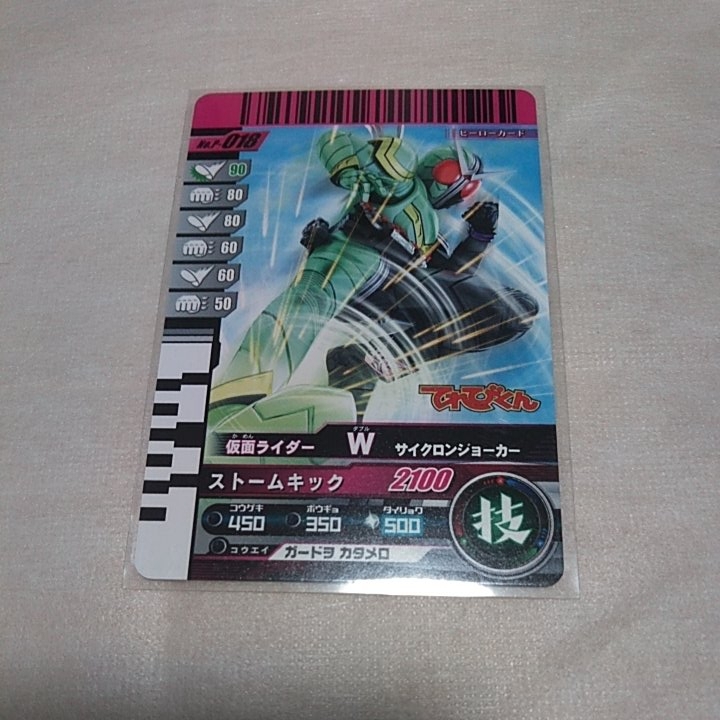 No.P-018
ヒーローカード
90
80
80
60
60
50
てれびくん
かめん ダブル
仮面ライダー W サイクロンジョーカー
ストームキック 2100
コウゲキ ボウギョ タイリョク
450 350 500
コウエイ ガードヲ カタメロ
技